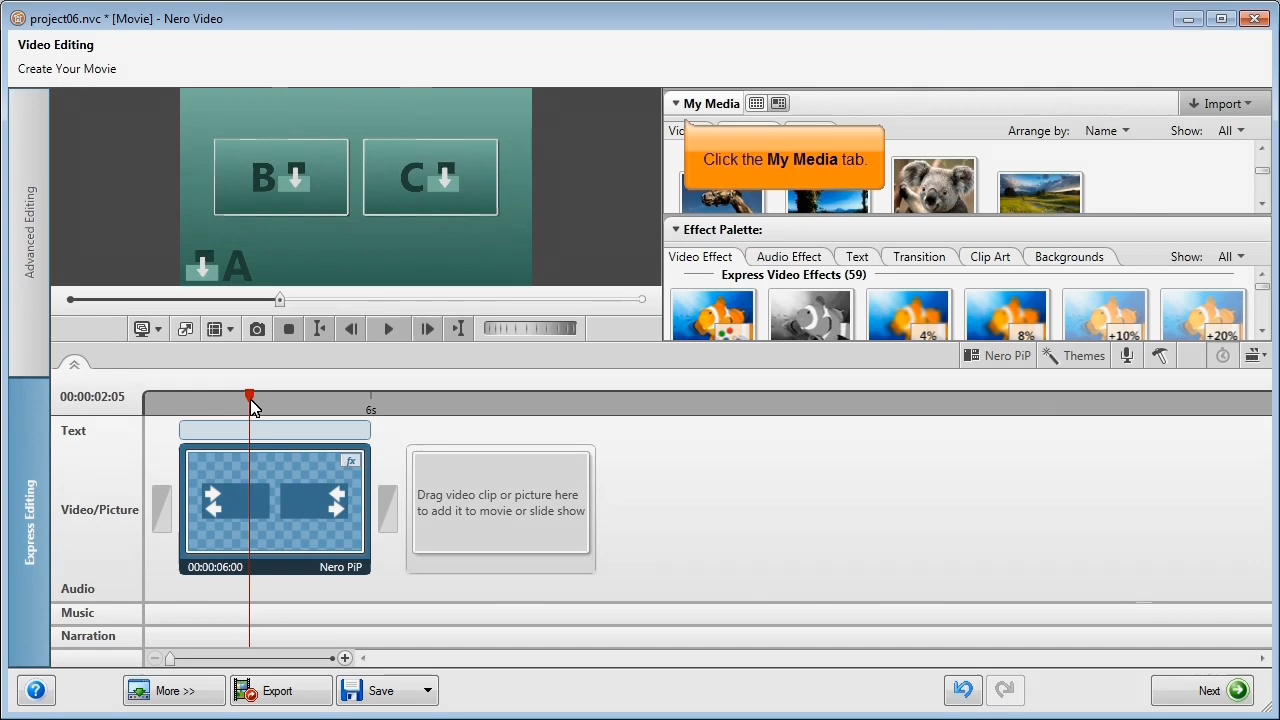 project06.nvc * [Movie] - Nero Video
Video Editing
Create Your Movie
Advanced Editing
Express Editing
B
C
A
My Media
Import
Arrange by: Name
Show: All
Click the My Media tab.
Effect Palette:
Video Effect
Audio Effect
Text
Transition
Clip Art
Backgrounds
Show: All
Express Video Effects (59)
4%
8%
+10%
+20%
Nero PiP
Themes
00:00:02:05
6s
Text
Video/Picture
fx
00:00:06:00
Nero PiP
Drag video clip or picture here
to add it to movie or slide show
Audio
Music
Narration
?
More >>
Export
Save
Next